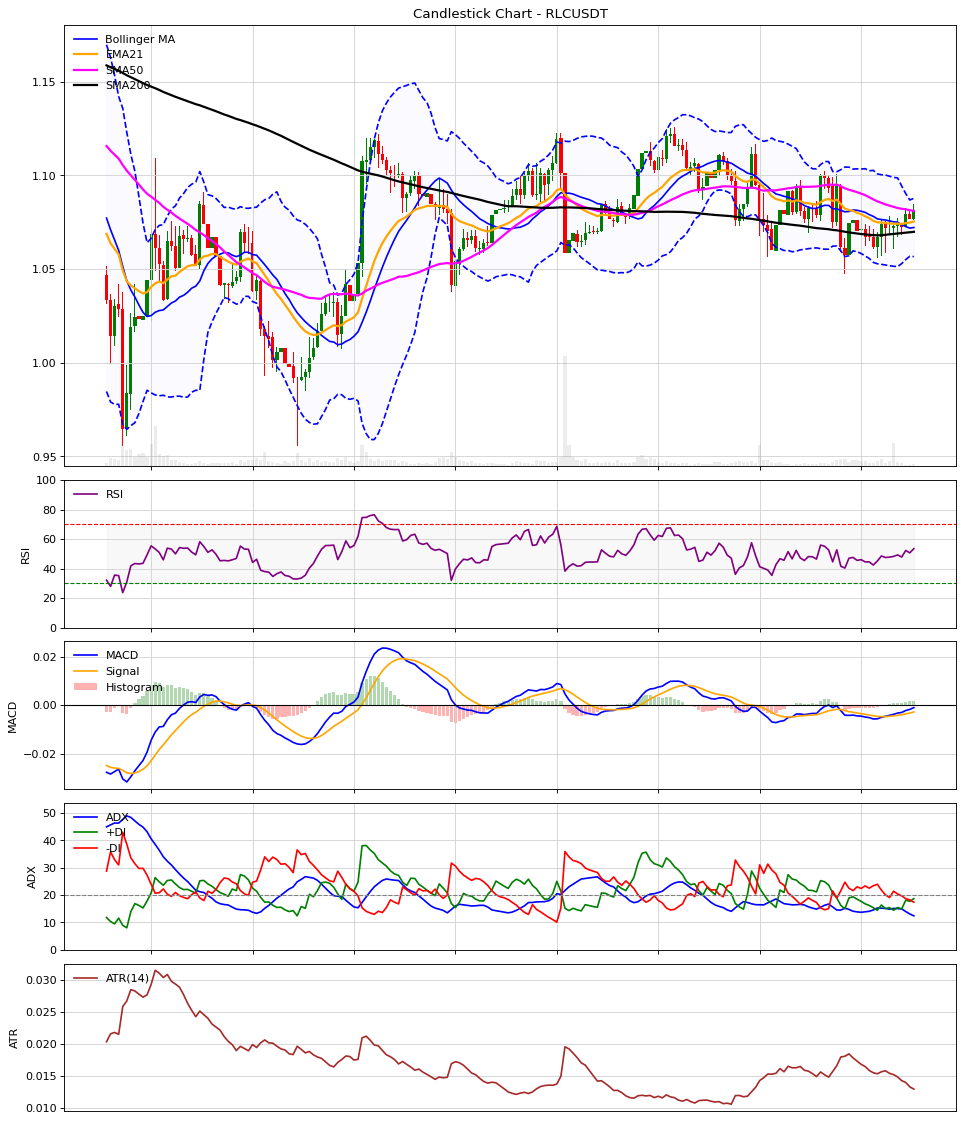 Candlestick Chart - RLCUSDT
Bollinger MA
EMA21
SMA50
SMA200
1.15
1.10
1.05
1.00
0.95
RSI
100
80
60
40
20
0
RSI
MACD
Signal
Histogram
0.02
0.00
−0.02
MACD
ADX
+DI
-DI
50
40
30
20
10
0
ADX
ATR(14)
0.030
0.025
0.020
0.015
0.010
ATR